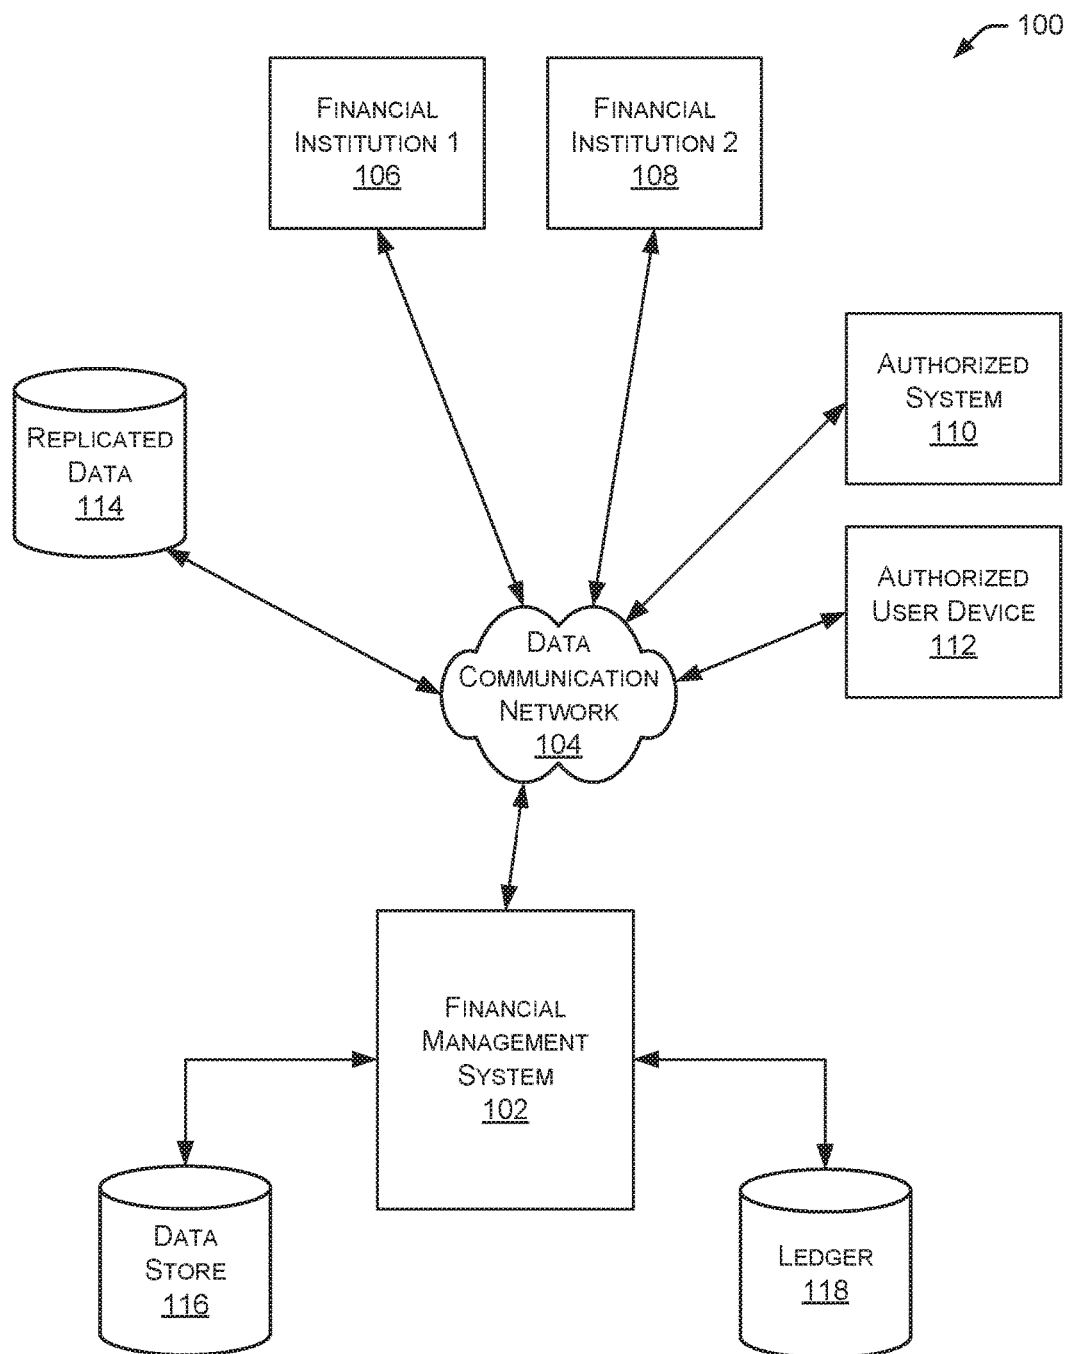 100
FINANCIAL
INSTITUTION 1
106
FINANCIAL
INSTITUTION 2
108
AUTHORIZED
SYSTEM
110
REPLICATED
DATA
114
AUTHORIZED
USER DEVICE
112
DATA
COMMUNICATION
NETWORK
104
FINANCIAL
MANAGEMENT
SYSTEM
102
DATA
STORE
116
LEDGER
118